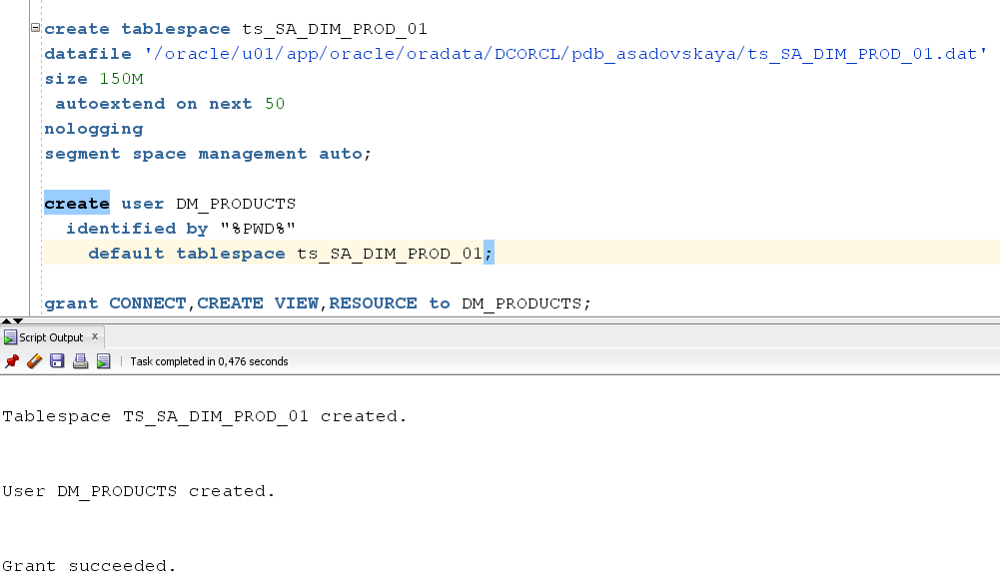 create tablespace ts_SA_DIM_PROD_01
datafile '/oracle/u01/app/oracle/oradata/DCORCL/pdb_asadovskaya/ts_SA_DIM_PROD_01.dat'
size 150M
autoextend on next 50
nologging
segment space management auto;
create user DM_PRODUCTS
identified by "%PWD%"
default tablespace ts_SA_DIM_PROD_01;
grant CONNECT,CREATE VIEW,RESOURCE to DM_PRODUCTS;
Script Output x
Task completed in 0,476 seconds
Tablespace TS_SA_DIM_PROD_01 created.
User DM_PRODUCTS created.
Grant succeeded.